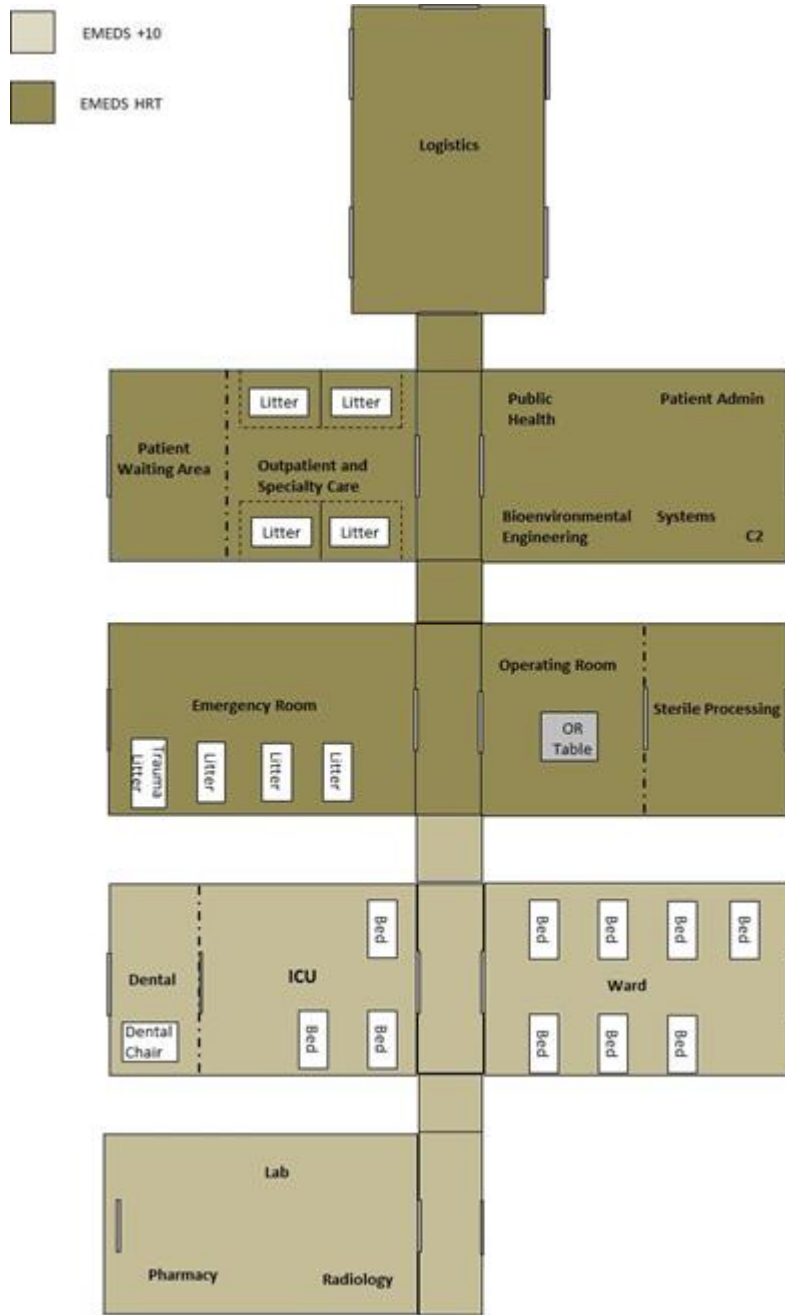 EMEDS +10
EMEDS HRT
Logistics
Litter
Litter
Patient
Waiting Area
Outpatient and
Specialty Care
Litter
Litter
Public
Health
Patient Admin
Bioenvironmental
Engineering
Systems
C2
Emergency Room
Trauma
Litter
Litter
Litter
Litter
Operating Room
OR
Table
Sterile Processing
Dental
Dental
Chair
ICU
Bed
Bed
Bed
Ward
Bed
Bed
Bed
Bed
Bed
Bed
Bed
Lab
Pharmacy
Radiology